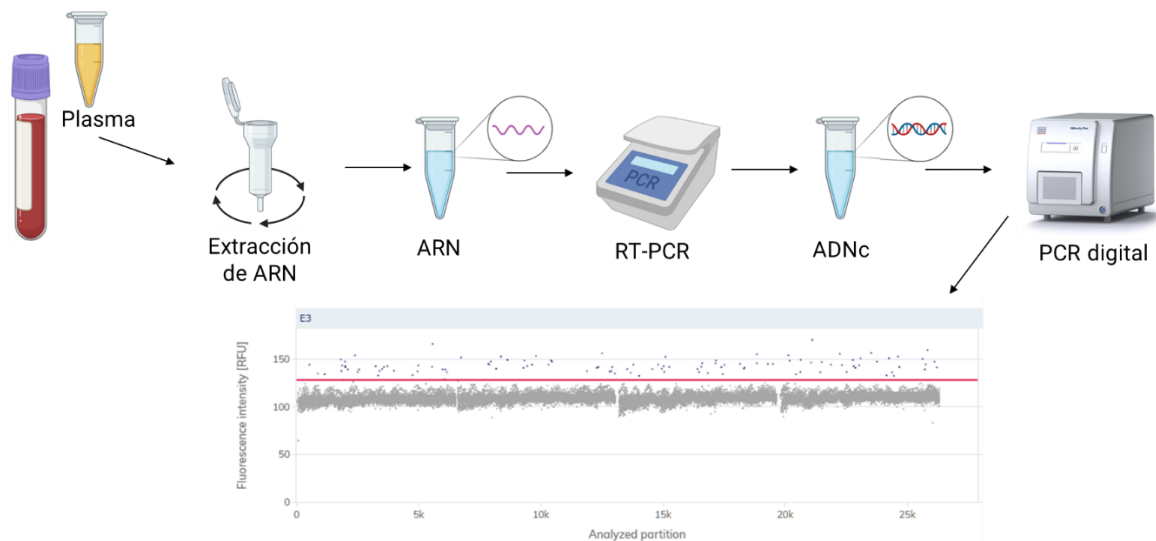 Plasma
Extracción
de ARN
ARN
PCR
RT-PCR
ADNc
PCR digital
E3
Fluorescence intensity [RFU]
150
100
50
0
0
5k
10k
15k
20k
25k
Analyzed partition